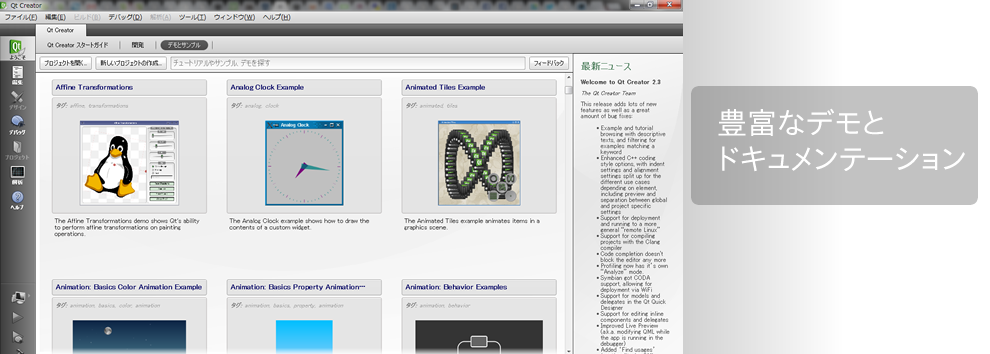 Qt Creator
ファイル(F) 編集(E) ビルド(B) デバッグ(D) 解析(A) ツール(T) ウィンドウ(W) ヘルプ(H)
Qt Creator
Qt Creator スタートガイド 開発 デモとサンプル
プロジェクトを開く... 新しいプロジェクトの作成... チュートリアルやサンプル、デモを探す フィードバック
ようこそ
編集
デザイン
デバッグ
プロジェクト
解析
ヘルプ
Affine Transformations
タグ: affine, transformations
The Affine Transformations demo shows Qt's ability
to perform affine transformations on painting
operations.
Analog Clock Example
タグ: analog, clock
Analog Clock
The Analog Clock example shows how to draw the
contents of a custom widget.
Animated Tiles Example
タグ: animated, tiles
The Animated Tiles example animates items in a
graphics scene.
Animation: Basics Color Animation Example
タグ: animation, basics, color, animation
Animation: Basics Property Animation…
タグ: animation, basics, property, animation
Animation: Behavior Examples
タグ: animation, behavior
最新ニュース
Welcome to Qt Creator 2.3
The Qt Creator Team
This release adds lots of new
features as well as a great
amount of bug fixes:
• Example and tutorial
browsing with descriptive
texts, and filtering for
examples matching a
keyword
• Enhanced C++ coding
style options, with indent
settings and alignment
settings split up for the
different use cases
depending on element,
including preview and
separation between global
and project specific
settings
• Support for deployment
and running to a more
general "remote Linux"
• Support for compiling
projects with the Clang
compiler
• Code completion doesn't
block the editor any more
• Profiling now has it's own
"Analyze" mode
• Symbian got CODA
support, allowing for
deployment via WiFi
• Support for models and
delegates in the Qt Quick
Designer
• Support for editing inline
components and delegates
• Improved Live Preview
(a.k.a. modifying QML while
the app is running in the
debugger)
• Added "Find usages"
豊富なデモと
ドキュメンテーション